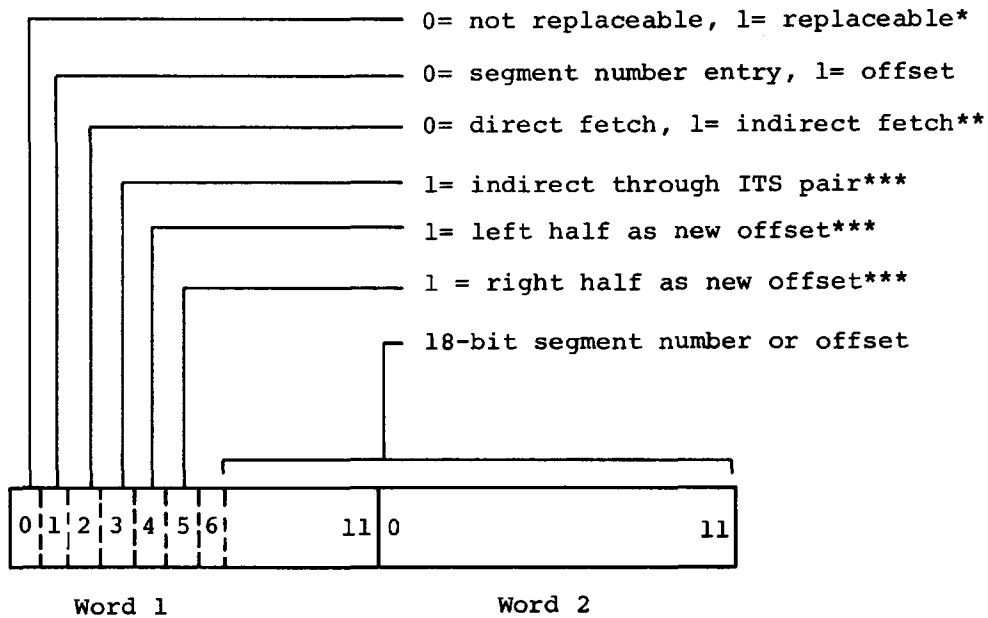 0= not replaceable, 1= replaceable*
0= segment number entry, 1= offset
0= direct fetch, 1= indirect fetch**
1= indirect through ITS pair***
1= left half as new offset***
1 = right half as new offset***
18-bit segment number or offset
0 1 2 3 4 5 6 11 0 11
Word 1 Word 2